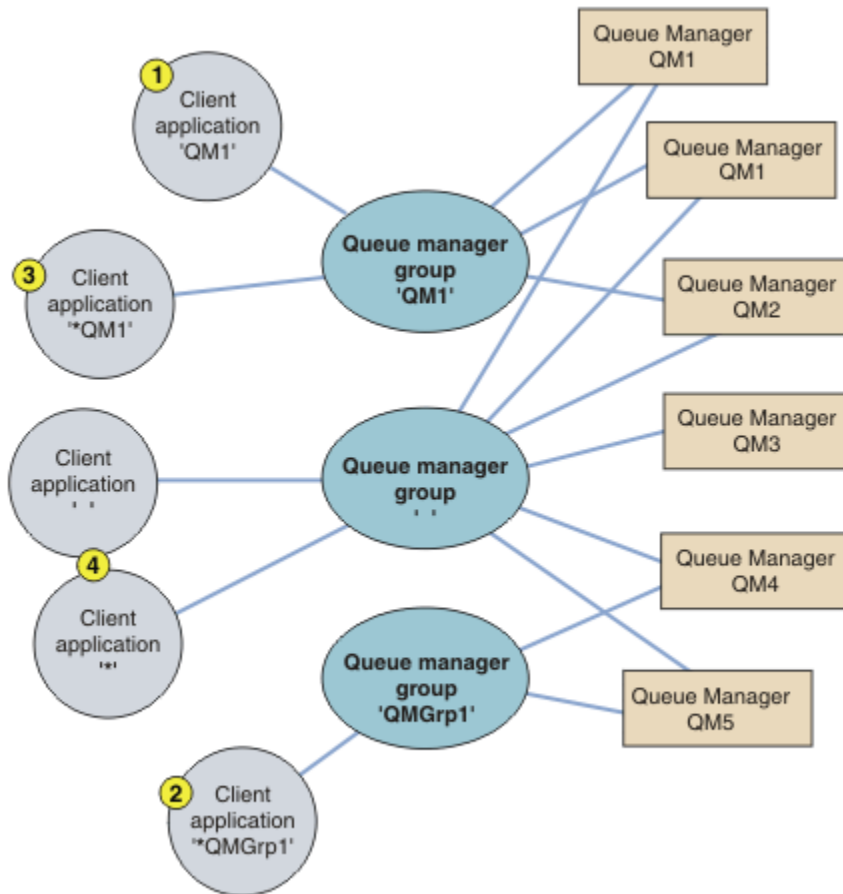 Queue Manager
QM1
1
Client
application
'QM1'
Queue Manager
QM1
3
Client
application
'*QM1'
Queue manager
group
'QM1'
Queue Manager
QM2
Client
application
' '
Queue manager
group
' '
Queue Manager
QM3
4
Client
application
'*'
Queue Manager
QM4
Queue manager
group
'QMGrp1'
Queue Manager
QM5
2
Client
application
'*QMGrp1'